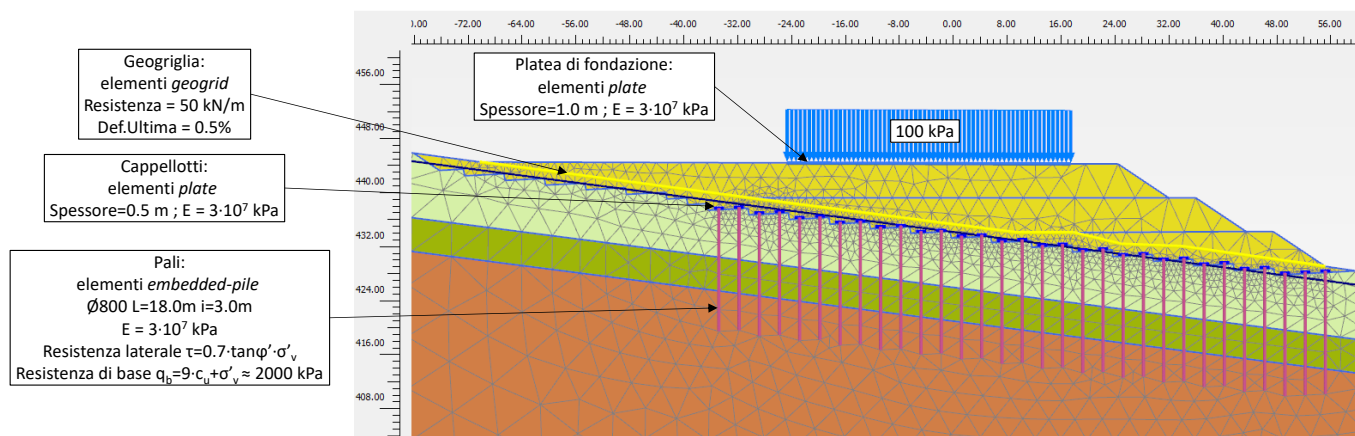 0.00 -72.00 -64.00 -56.00 -48.00 -40.00 -32.00 -24.00 -16.00 -8.00 0.00 8.00 16.00 24.00 32.00 40.00 48.00 56.00
456.00
448.00
440.00
432.00
424.00
416.00
408.00
Geogriglia:
elementi geogrid
Resistenza = 50 kN/m
Def.Ultima = 0.5%
Cappellotti:
elementi plate
Spessore=0.5 m ; E = 3·10⁷ kPa
Pali:
elementi embedded-pile
Ø800 L=18.0m i=3.0m
E = 3·10⁷ kPa
Resistenza laterale τ=0.7·tanφ’·σ’ᵥ
Resistenza di base q_b=9·c_u+σ’ᵥ ≈ 2000 kPa
Platea di fondazione:
elementi plate
Spessore=1.0 m ; E = 3·10⁷ kPa
100 kPa